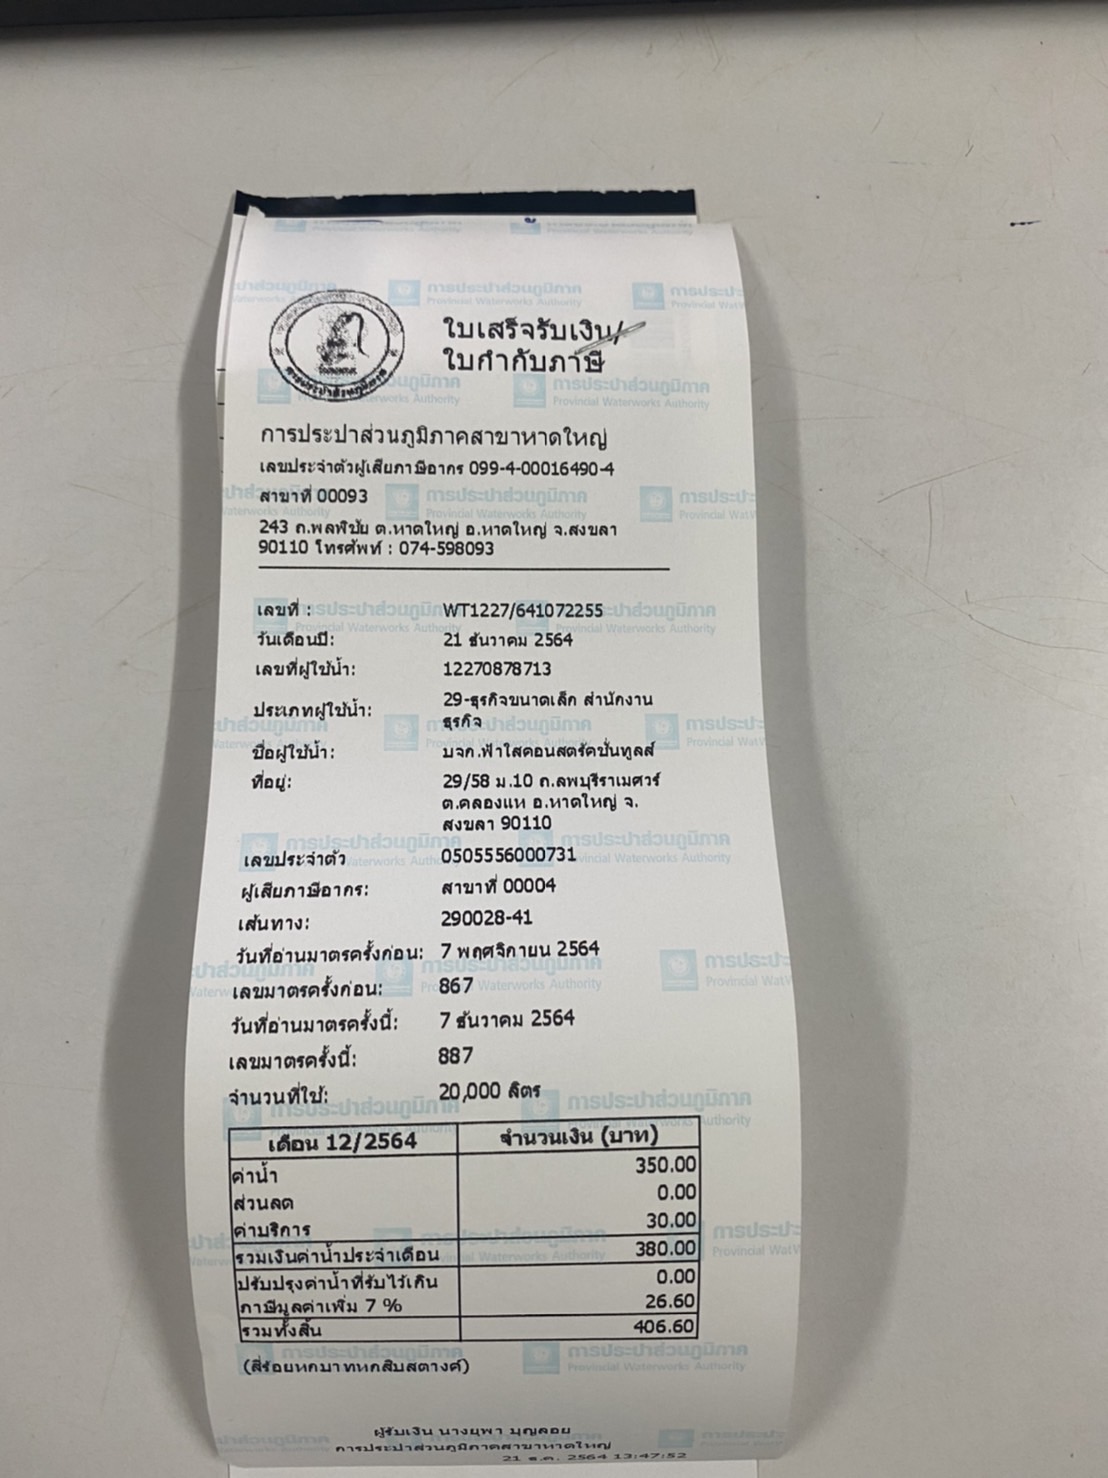 ใบเสร็จรับเงิน/
ใบกำกับภาษี
การประปาส่วนภูมิภาคสาขาหาดใหญ่
เลขประจำตัวผู้เสียภาษีอากร 099-4-00016490-4
สาขาที่ 00093
243 ถ.พลพิชัย ต.หาดใหญ่ อ.หาดใหญ่ จ.สงขลา
90110 โทรศัพท์ : 074-598093
เลขที่ : WT1227/641072255
วันเดือนปี: 21 ธันวาคม 2564
เลขที่ผู้ใช้น้ำ: 12270878713
ประเภทผู้ใช้น้ำ: 29-ธุรกิจขนาดเล็ก สำนักงาน
ธุรกิจ
ชื่อผู้ใช้น้ำ: บจก.ฟ้าใสคอนสตรัคชั่นทูลส์
ที่อยู่: 29/58 ม.10 ถ.ลพบุรีราเมศวร์
ต.คลองแห อ.หาดใหญ่ จ.
สงขลา 90110
เลขประจำตัว 0505556000731
ผู้เสียภาษีอากร: สาขาที่ 00004
เส้นทาง: 290028-41
วันที่อ่านมาตรครั้งก่อน: 7 พฤศจิกายน 2564
เลขมาตรครั้งก่อน: 867
วันที่อ่านมาตรครั้งนี้: 7 ธันวาคม 2564
เลขมาตรครั้งนี้: 887
จำนวนที่ใช้: 20,000 ลิตร
เดือน 12/2564 จำนวนเงิน (บาท)
ค่าน้ำ 350.00
ส่วนลด 0.00
ค่าบริการ 30.00
รวมเงินค่าน้ำประจำเดือน 380.00
ปรับปรุงค่าน้ำที่รับไว้เกิน 0.00
ภาษีมูลค่าเพิ่ม 7 % 26.60
รวมทั้งสิ้น 406.60
(สี่ร้อยหกบาทหกสิบสตางค์)
ผู้รับเงิน นางยุพา บุญลอย
การประปาส่วนภูมิภาคสาขาหาดใหญ่
21 ธ.ค. 2564 13:47:52